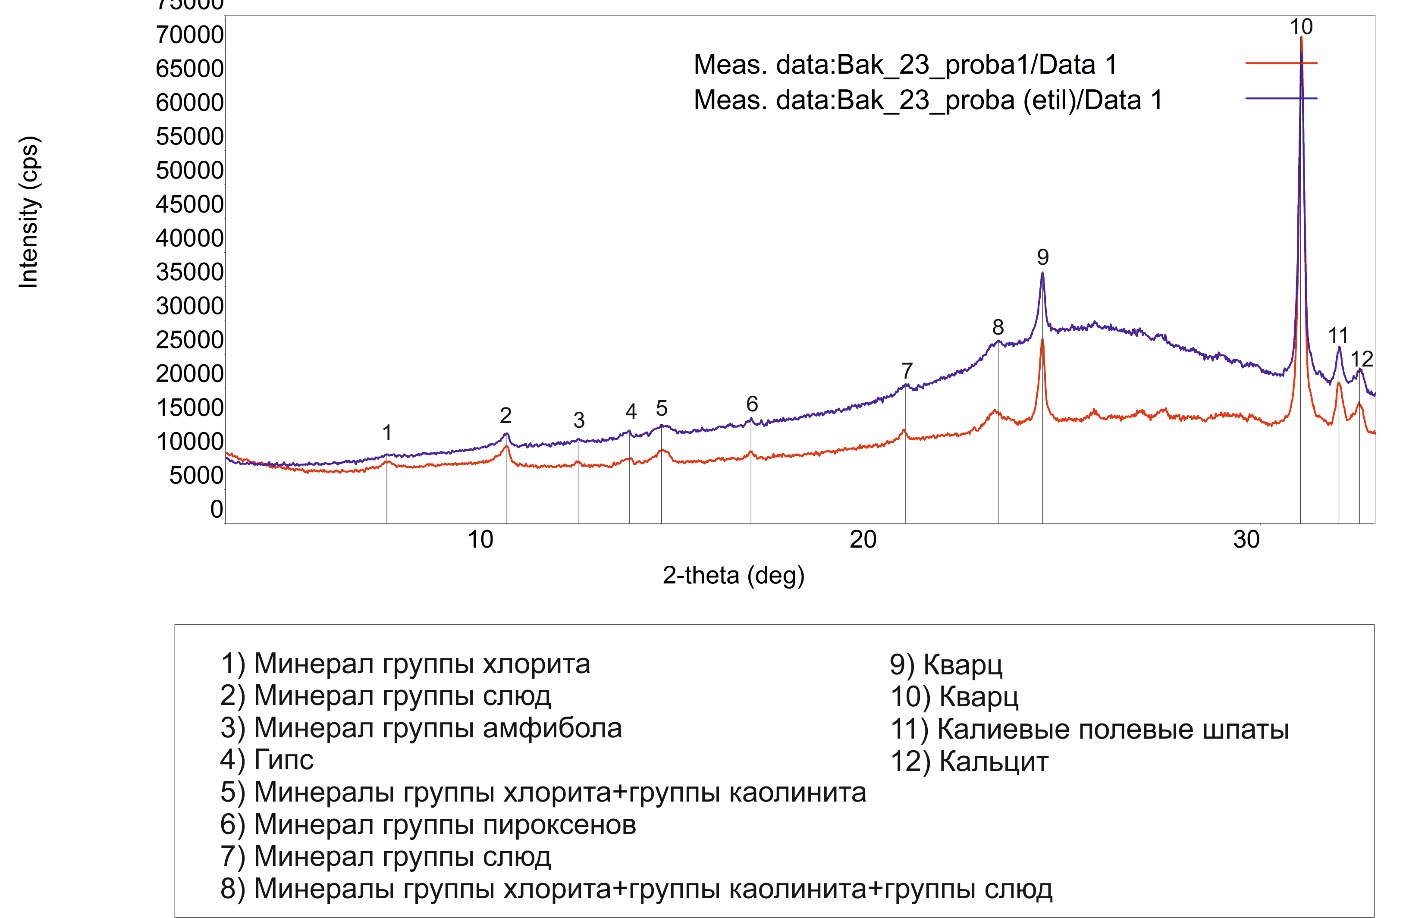 75000
70000
65000
60000
55000
50000
45000
40000
35000
30000
25000
20000
15000
10000
5000
0
Intensity (cps)
Meas. data:Bak_23_proba1/Data 1
Meas. data:Bak_23_proba (etil)/Data 1
1
2
3
4
5
6
7
8
9
10
11
12
10
20
30
2-theta (deg)
1) Минерал группы хлорита
2) Минерал группы слюд
3) Минерал группы амфибола
4) Гипс
5) Минералы группы хлорита+группы каолинита
6) Минерал группы пироксенов
7) Минерал группы слюд
8) Минералы группы хлорита+группы каолинита+группы слюд
9) Кварц
10) Кварц
11) Калиевые полевые шпаты
12) Кальцит